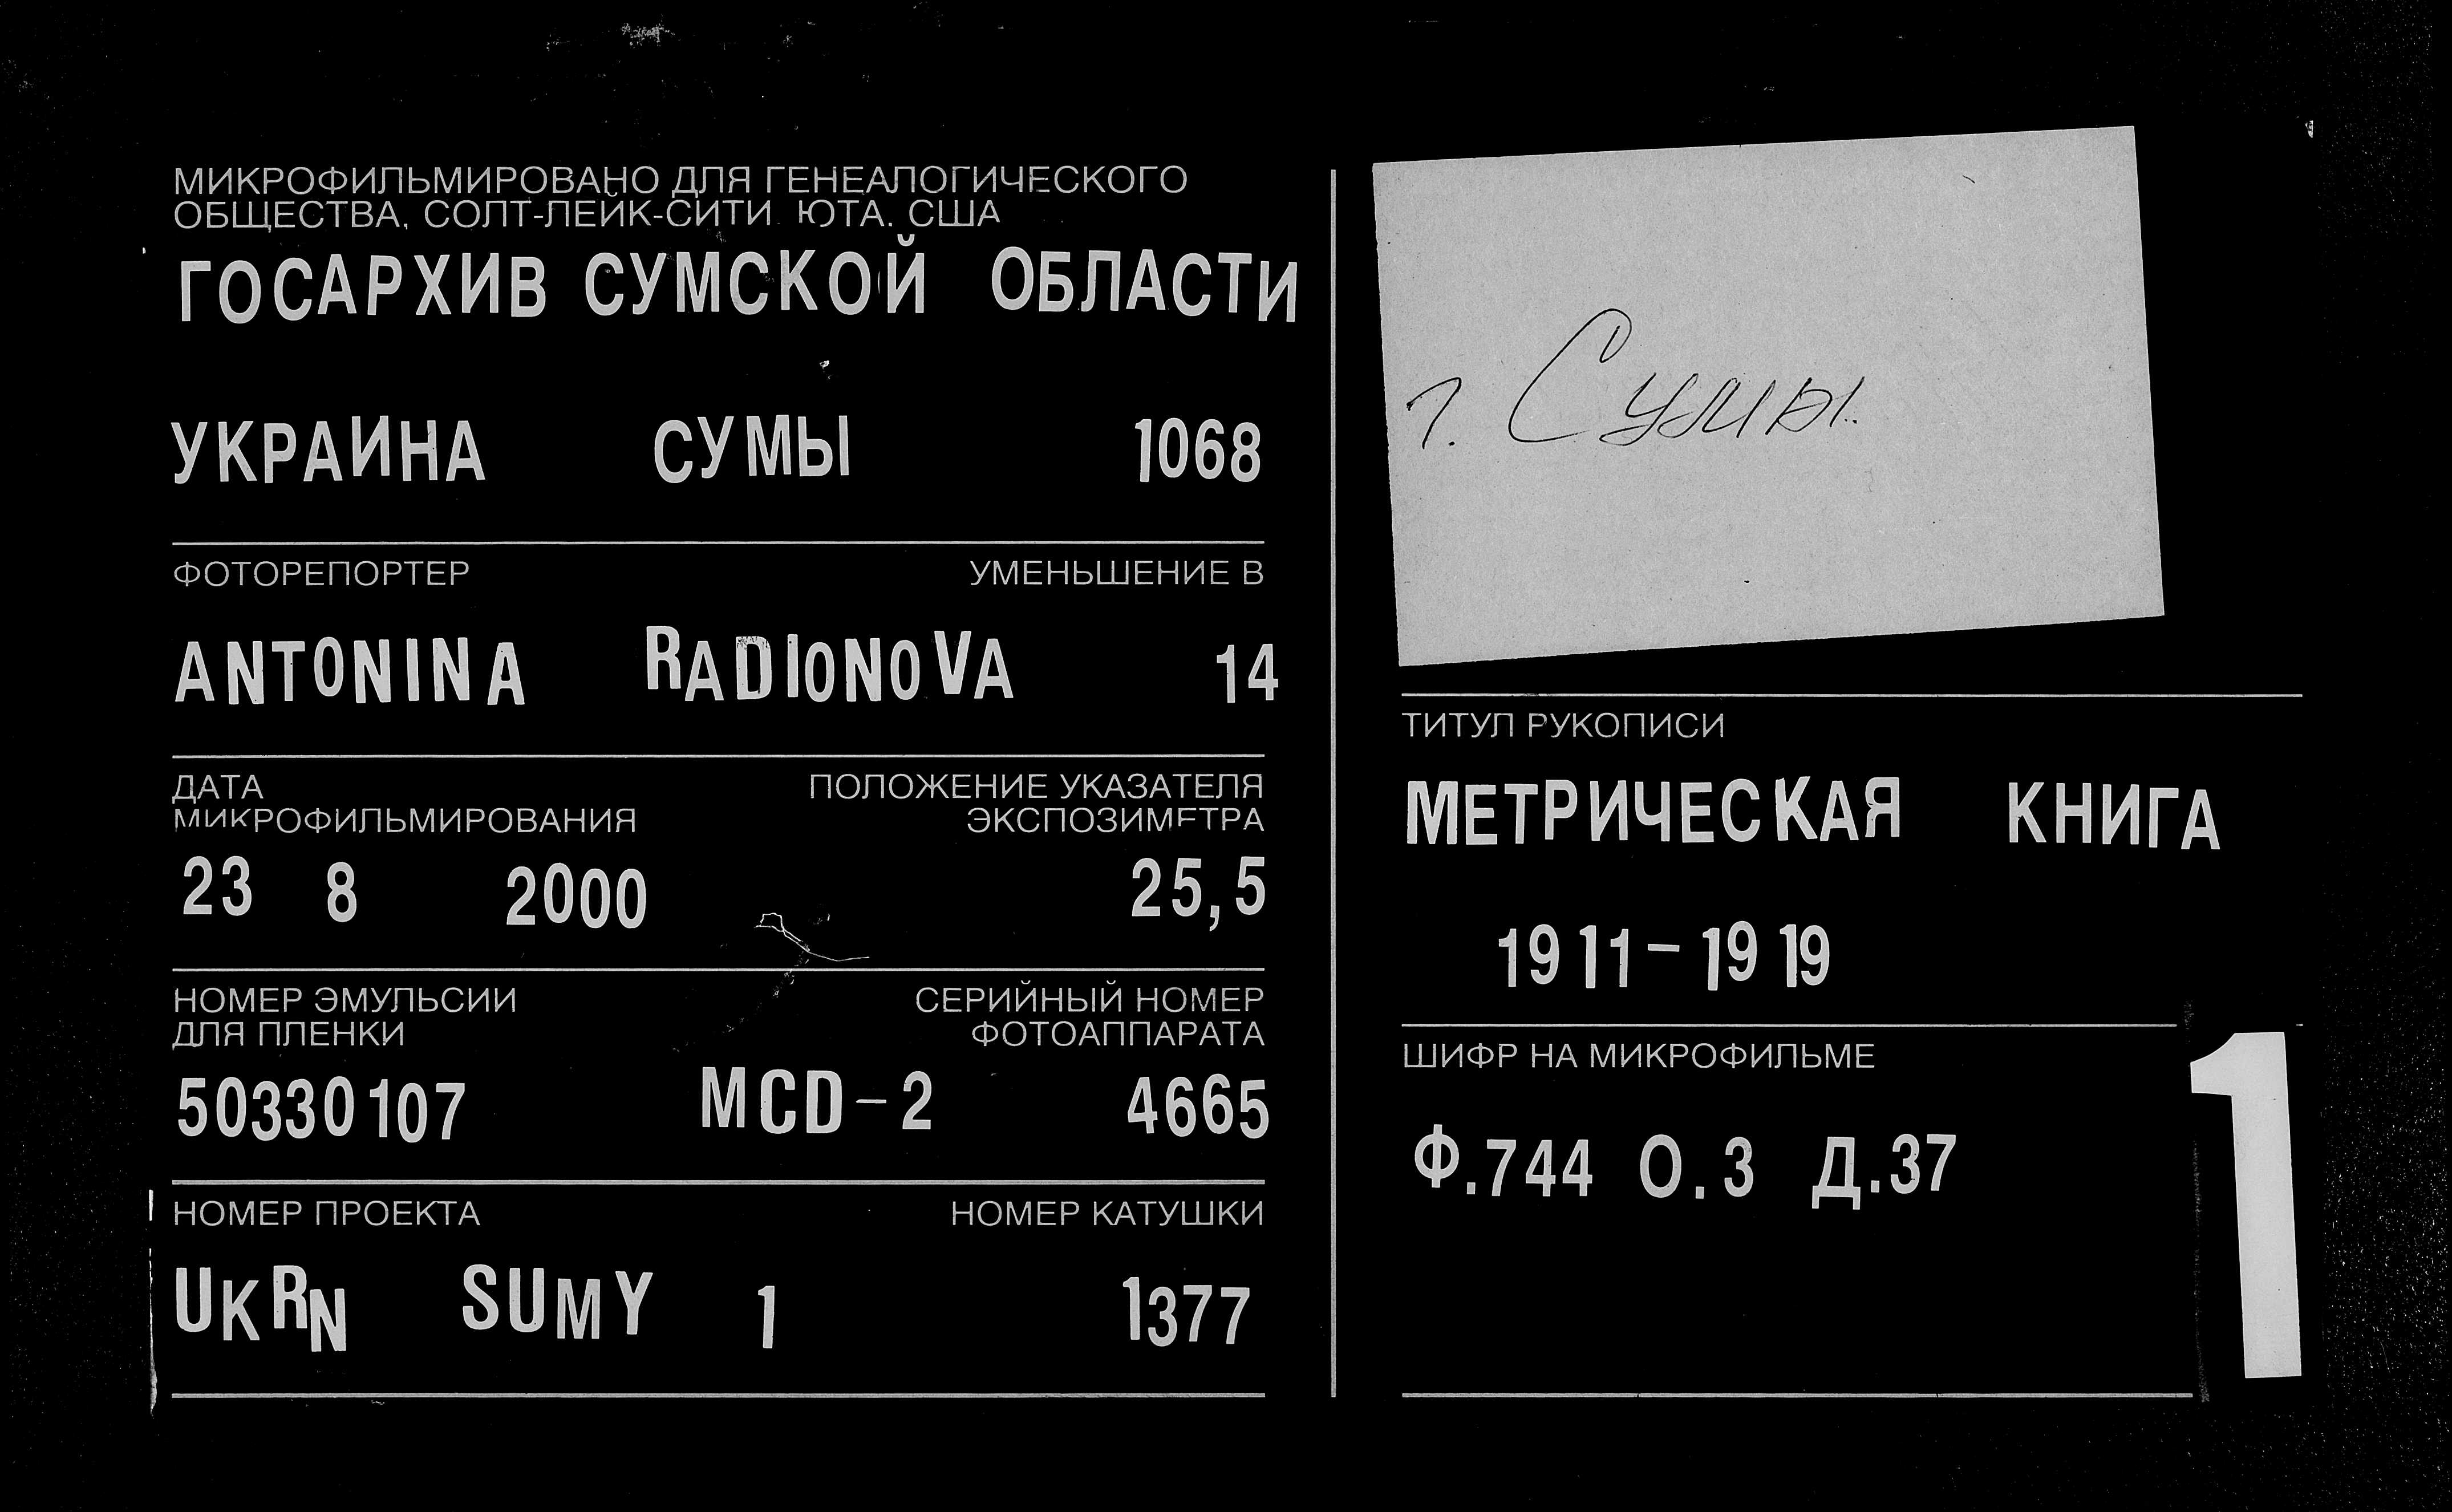 МИКРОФИЛЬМИРОВАНО ДЛЯ ГЕНЕАЛОГИЧЕСКОГО
ОБЩЕСТВА, СОЛТ-ЛЕЙК-СИТИ. ЮТА. США
ГОСАРХИВ СУМСКОЙ ОБЛАСТИ
УКРАИНА СУМЫ 1068
ФОТОРЕПОРТЕР УМЕНЬШЕНИЕ В
ANTONINA RADIONOVA 14
ДАТА ПОЛОЖЕНИЕ УКАЗАТЕЛЯ
МИКРОФИЛЬМИРОВАНИЯ ЭКСПОЗИМЕТРА
23 8 2000 25,5
НОМЕР ЭМУЛЬСИИ СЕРИЙНЫЙ НОМЕР
ДЛЯ ПЛЕНКИ ФОТОАППАРАТА
50330107 MCD-2 4665
НОМЕР ПРОЕКТА НОМЕР КАТУШКИ
UKRN SUMY 1 1377
г. Сумы.
ТИТУЛ РУКОПИСИ
МЕТРИЧЕСКАЯ КНИГА
1911-1919
ШИФР НА МИКРОФИЛЬМЕ
Ф.744 О.3 Д.37
1